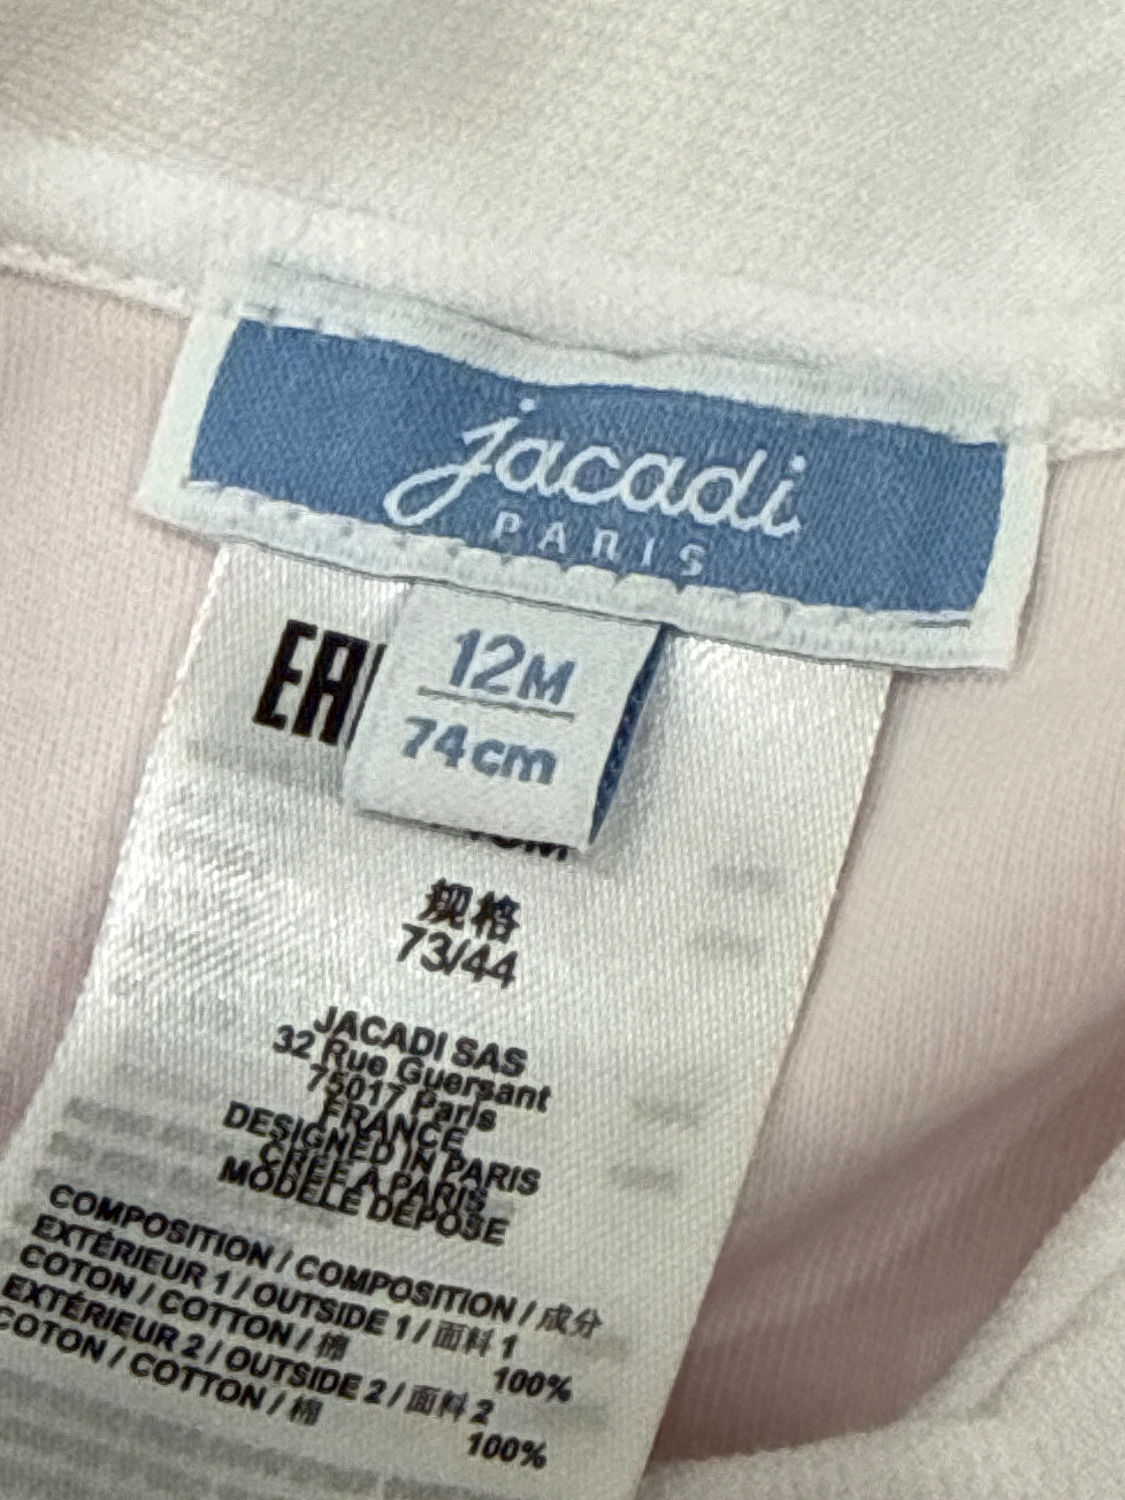 jacadi
PARIS
12M
74cm
规格
73/44
JACADI SAS
32 Rue Guersant
75017 Paris
FRANCE
DESIGNED IN PARIS
CRÉÉ A PARIS
MODÈLE DÉPOSÉ
COMPOSITION / COMPOSITION / 成分
EXTÉRIEUR 1 / OUTSIDE 1 / 面料 1
COTON / COTTON / 棉
100%
EXTÉRIEUR 2 / OUTSIDE 2 / 面料 2
COTON / COTTON / 棉
100%